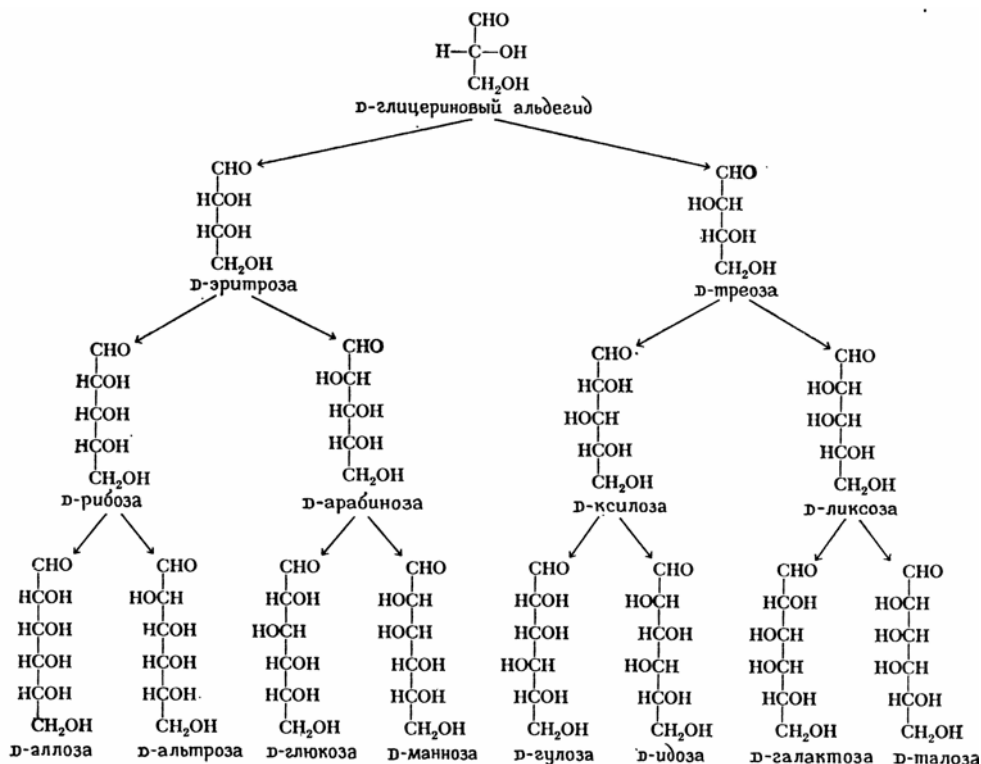 CHO
H–C–OH
CH₂OH
D-глицериновый альдегид
CHO
HCOH
HCOH
CH₂OH
D-эритроза
CHO
HOCH
HCOH
CH₂OH
D-треоза
CHO
HCOH
HCOH
HCOH
CH₂OH
D-рибоза
CHO
HOCH
HCOH
HCOH
CH₂OH
D-арабиноза
CHO
HCOH
HOCH
HCOH
CH₂OH
D-ксилоза
CHO
HOCH
HOCH
HCOH
CH₂OH
D-ликсоза
CHO
HCOH
HCOH
HCOH
HCOH
CH₂OH
D-аллоза
CHO
HOCH
HCOH
HCOH
HCOH
CH₂OH
D-альтроза
CHO
HCOH
HOCH
HCOH
HCOH
CH₂OH
D-глюкоза
CHO
HOCH
HOCH
HCOH
HCOH
CH₂OH
D-манноза
CHO
HCOH
HCOH
HOCH
HCOH
CH₂OH
D-гулоза
CHO
HOCH
HCOH
HOCH
HCOH
CH₂OH
D-идоза
CHO
HCOH
HOCH
HOCH
HCOH
CH₂OH
D-галактоза
CHO
HOCH
HOCH
HOCH
HCOH
CH₂OH
D-талоза